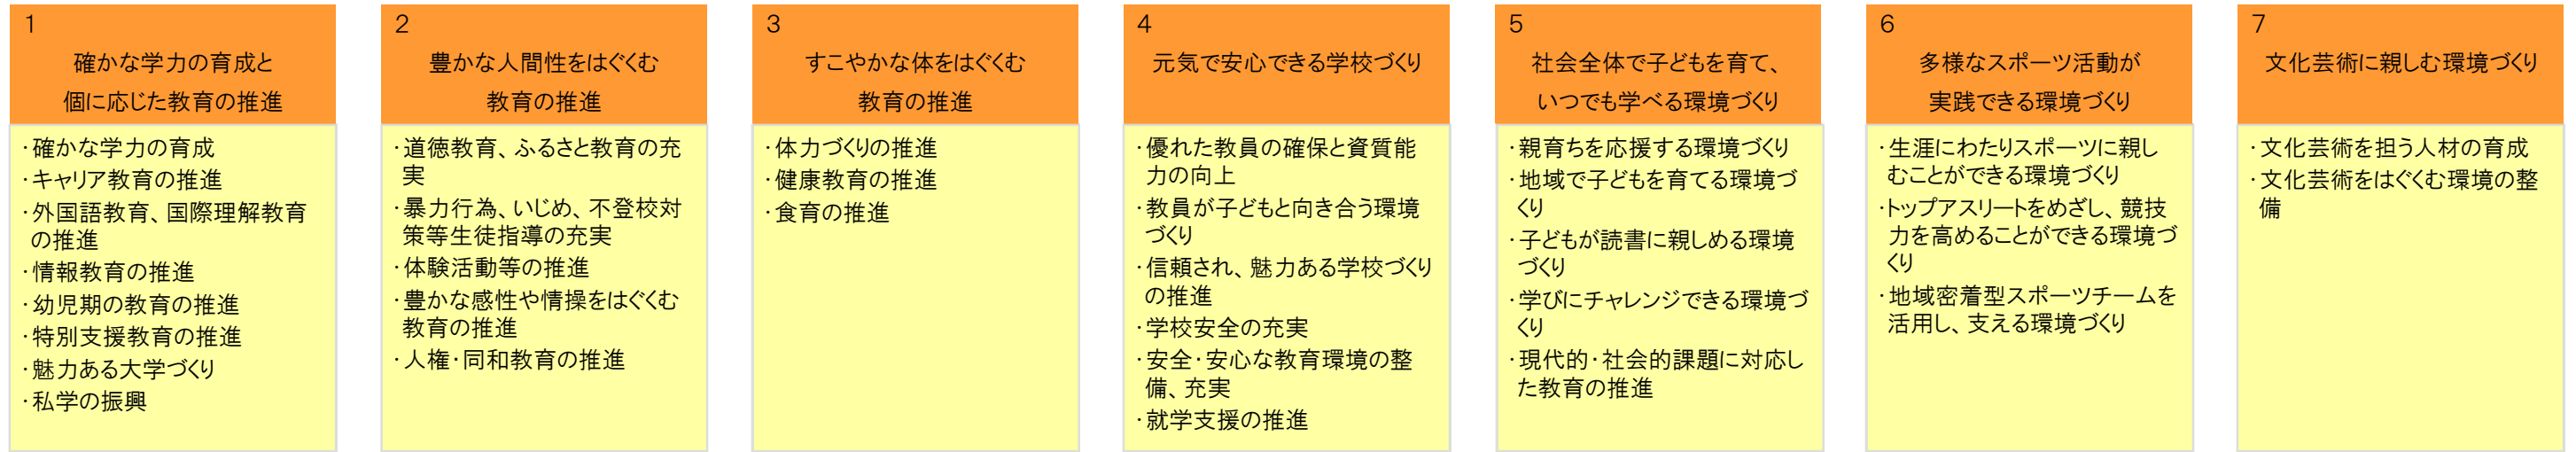 1
確かな学力の育成と
個に応じた教育の推進
・確かな学力の育成
・キャリア教育の推進
・外国語教育、国際理解教育
の推進
・情報教育の推進
・幼児期の教育の推進
・特別支援教育の推進
・魅力ある大学づくり
・私学の振興
2
豊かな人間性をはぐくむ
教育の推進
・道徳教育、ふるさと教育の充
実
・暴力行為、いじめ、不登校対
策等生徒指導の充実
・体験活動等の推進
・豊かな感性や情操をはぐくむ
教育の推進
・人権・同和教育の推進
3
すこやかな体をはぐくむ
教育の推進
・体力づくりの推進
・健康教育の推進
・食育の推進
4
元気で安心できる学校づくり
・優れた教員の確保と資質能
力の向上
・教員が子どもと向き合う環境
づくり
・信頼され、魅力ある学校づくり
の推進
・学校安全の充実
・安全・安心な教育環境の整
備、充実
・就学支援の推進
5
社会全体で子どもを育て、
いつでも学べる環境づくり
・親育ちを応援する環境づくり
・地域で子どもを育てる環境づ
くり
・子どもが読書に親しめる環境
づくり
・学びにチャレンジできる環境づ
くり
・現代的・社会的課題に対応し
た教育の推進
6
多様なスポーツ活動が
実践できる環境づくり
・生涯にわたりスポーツに親し
むことができる環境づくり
・トップアスリートをめざし、競技
力を高めることができる環境づ
くり
・地域密着型スポーツチームを
活用し、支える環境づくり
7
文化芸術に親しむ環境づくり
・文化芸術を担う人材の育成
・文化芸術をはぐくむ環境の整
備